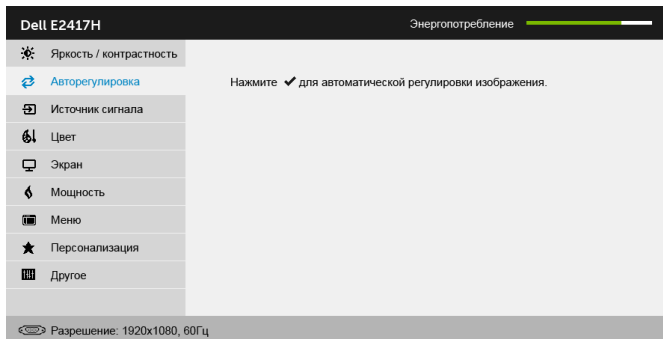 Dell E2417H
Энергопотребление
Яркость / контрастность
Авторегулировка
Нажмите ✔ для автоматической регулировки изображения.
Источник сигнала
Цвет
Экран
Мощность
Меню
Персонализация
Другое
Разрешение: 1920x1080, 60Гц